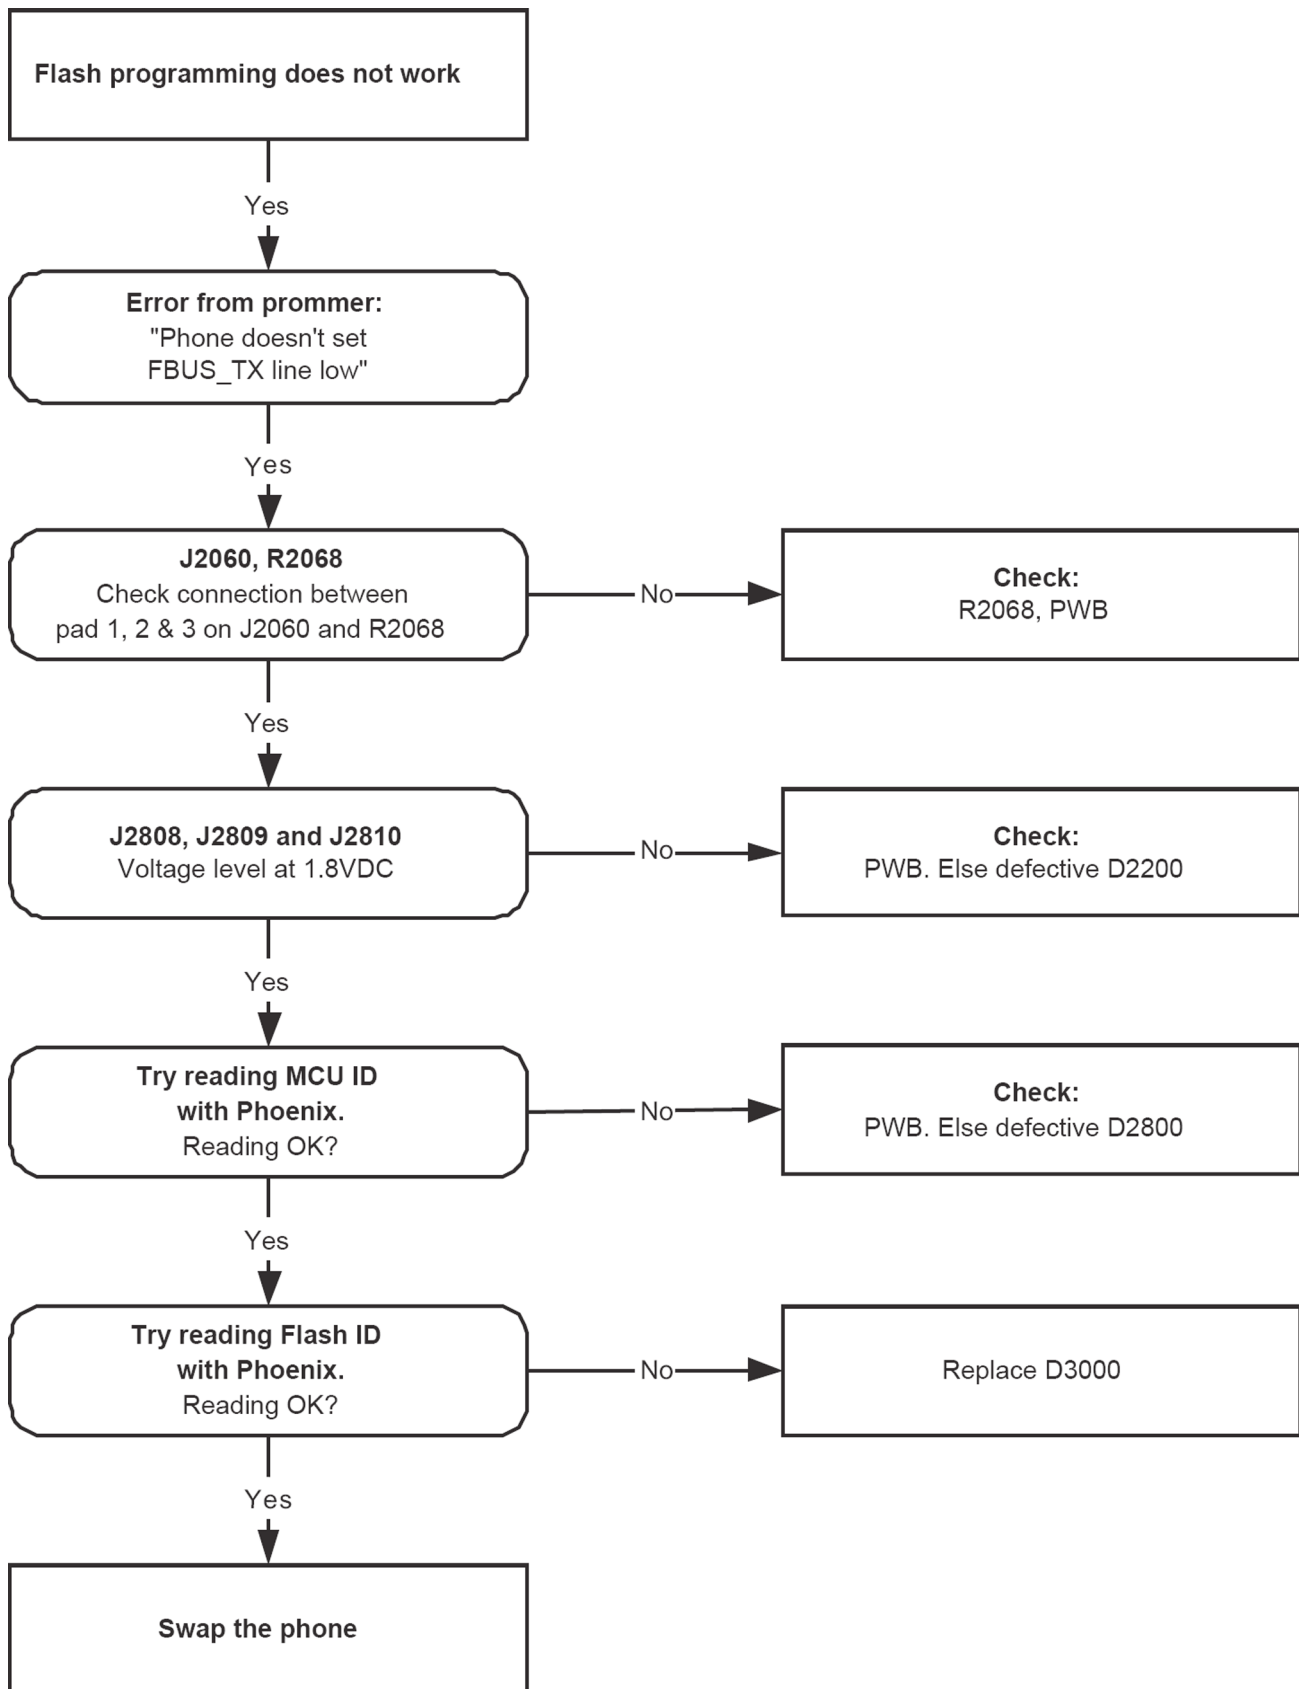 Flash programming does not work
Yes
Error from prommer:
"Phone doesn't set
FBUS_TX line low"
Yes
J2060, R2068
Check connection between
pad 1, 2 & 3 on J2060 and R2068
No
Check:
R2068, PWB
Yes
J2808, J2809 and J2810
Voltage level at 1.8VDC
No
Check:
PWB. Else defective D2200
Yes
Try reading MCU ID
with Phoenix.
Reading OK?
No
Check:
PWB. Else defective D2800
Yes
Try reading Flash ID
with Phoenix.
Reading OK?
No
Replace D3000
Yes
Swap the phone